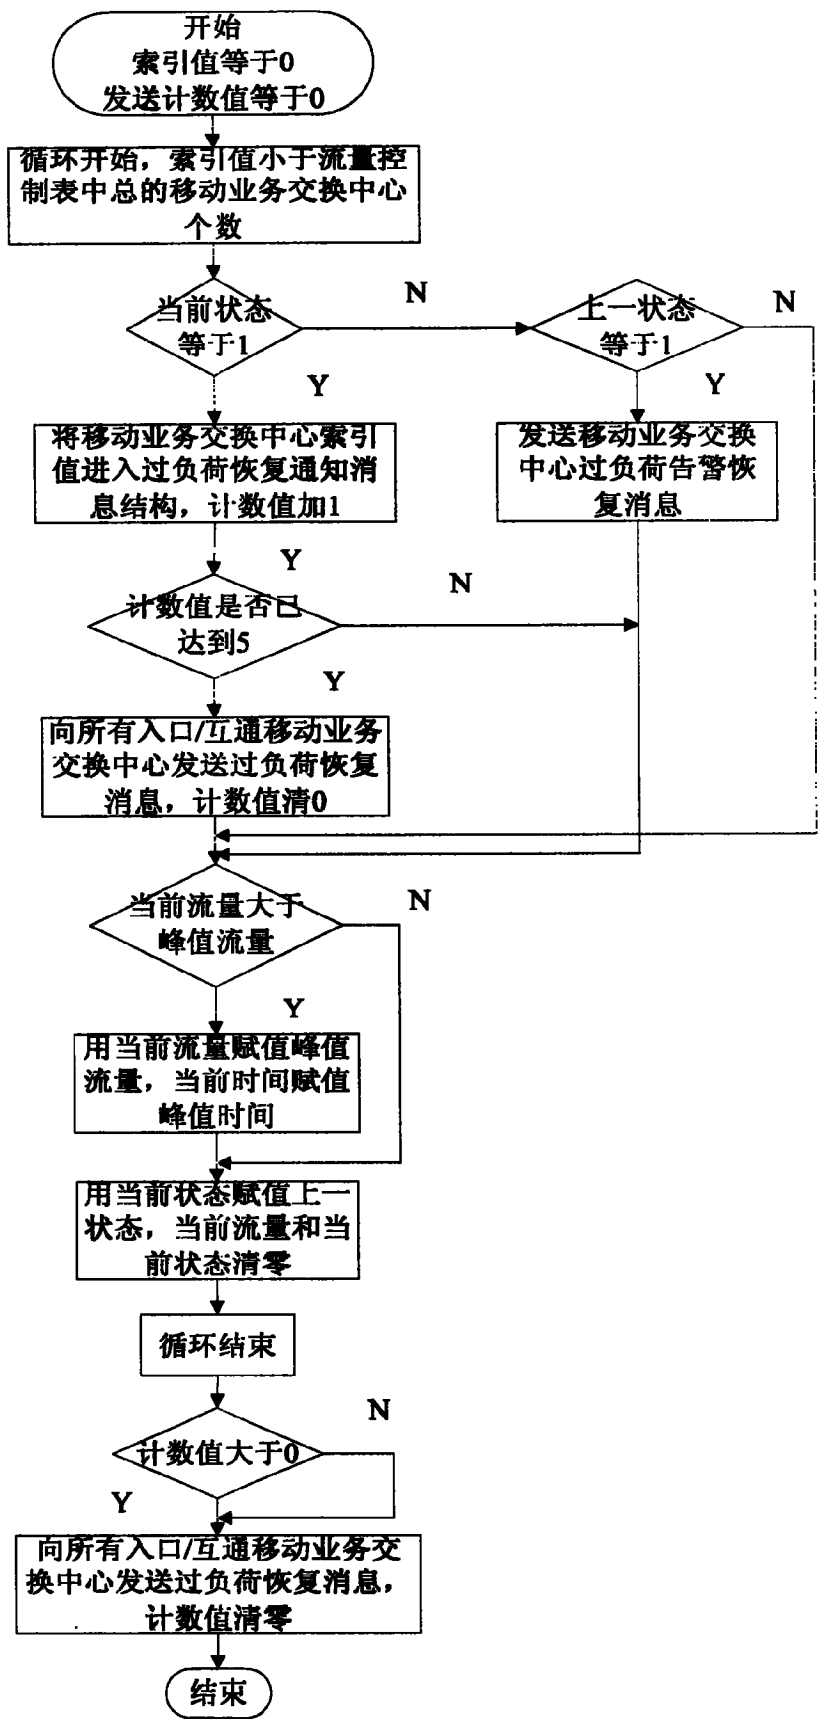 开始
索引值等于0
发送计数值等于0
循环开始，索引值小于流量控
制表中总的移动业务交换中心
个数
当前状态
等于1
N
上一状态
等于1
N
Y
Y
将移动业务交换中心索引
值进入过负荷恢复通知消
息结构，计数值加1
发送移动业务交换
中心过负荷告警恢
复消息
Y
计数值是否已
达到5
N
Y
向所有入口/互通移动业务
交换中心发送过负荷恢复
消息，计数值清0
当前流量大于
峰值流量
N
Y
用当前流量赋值峰值
流量，当前时间赋值
峰值时间
用当前状态赋值上一
状态，当前流量和当
前状态清零
循环结束
计数值大于0
N
Y
向所有入口/互通移动业务交
换中心发送过负荷恢复消息，
计数值清零
结束